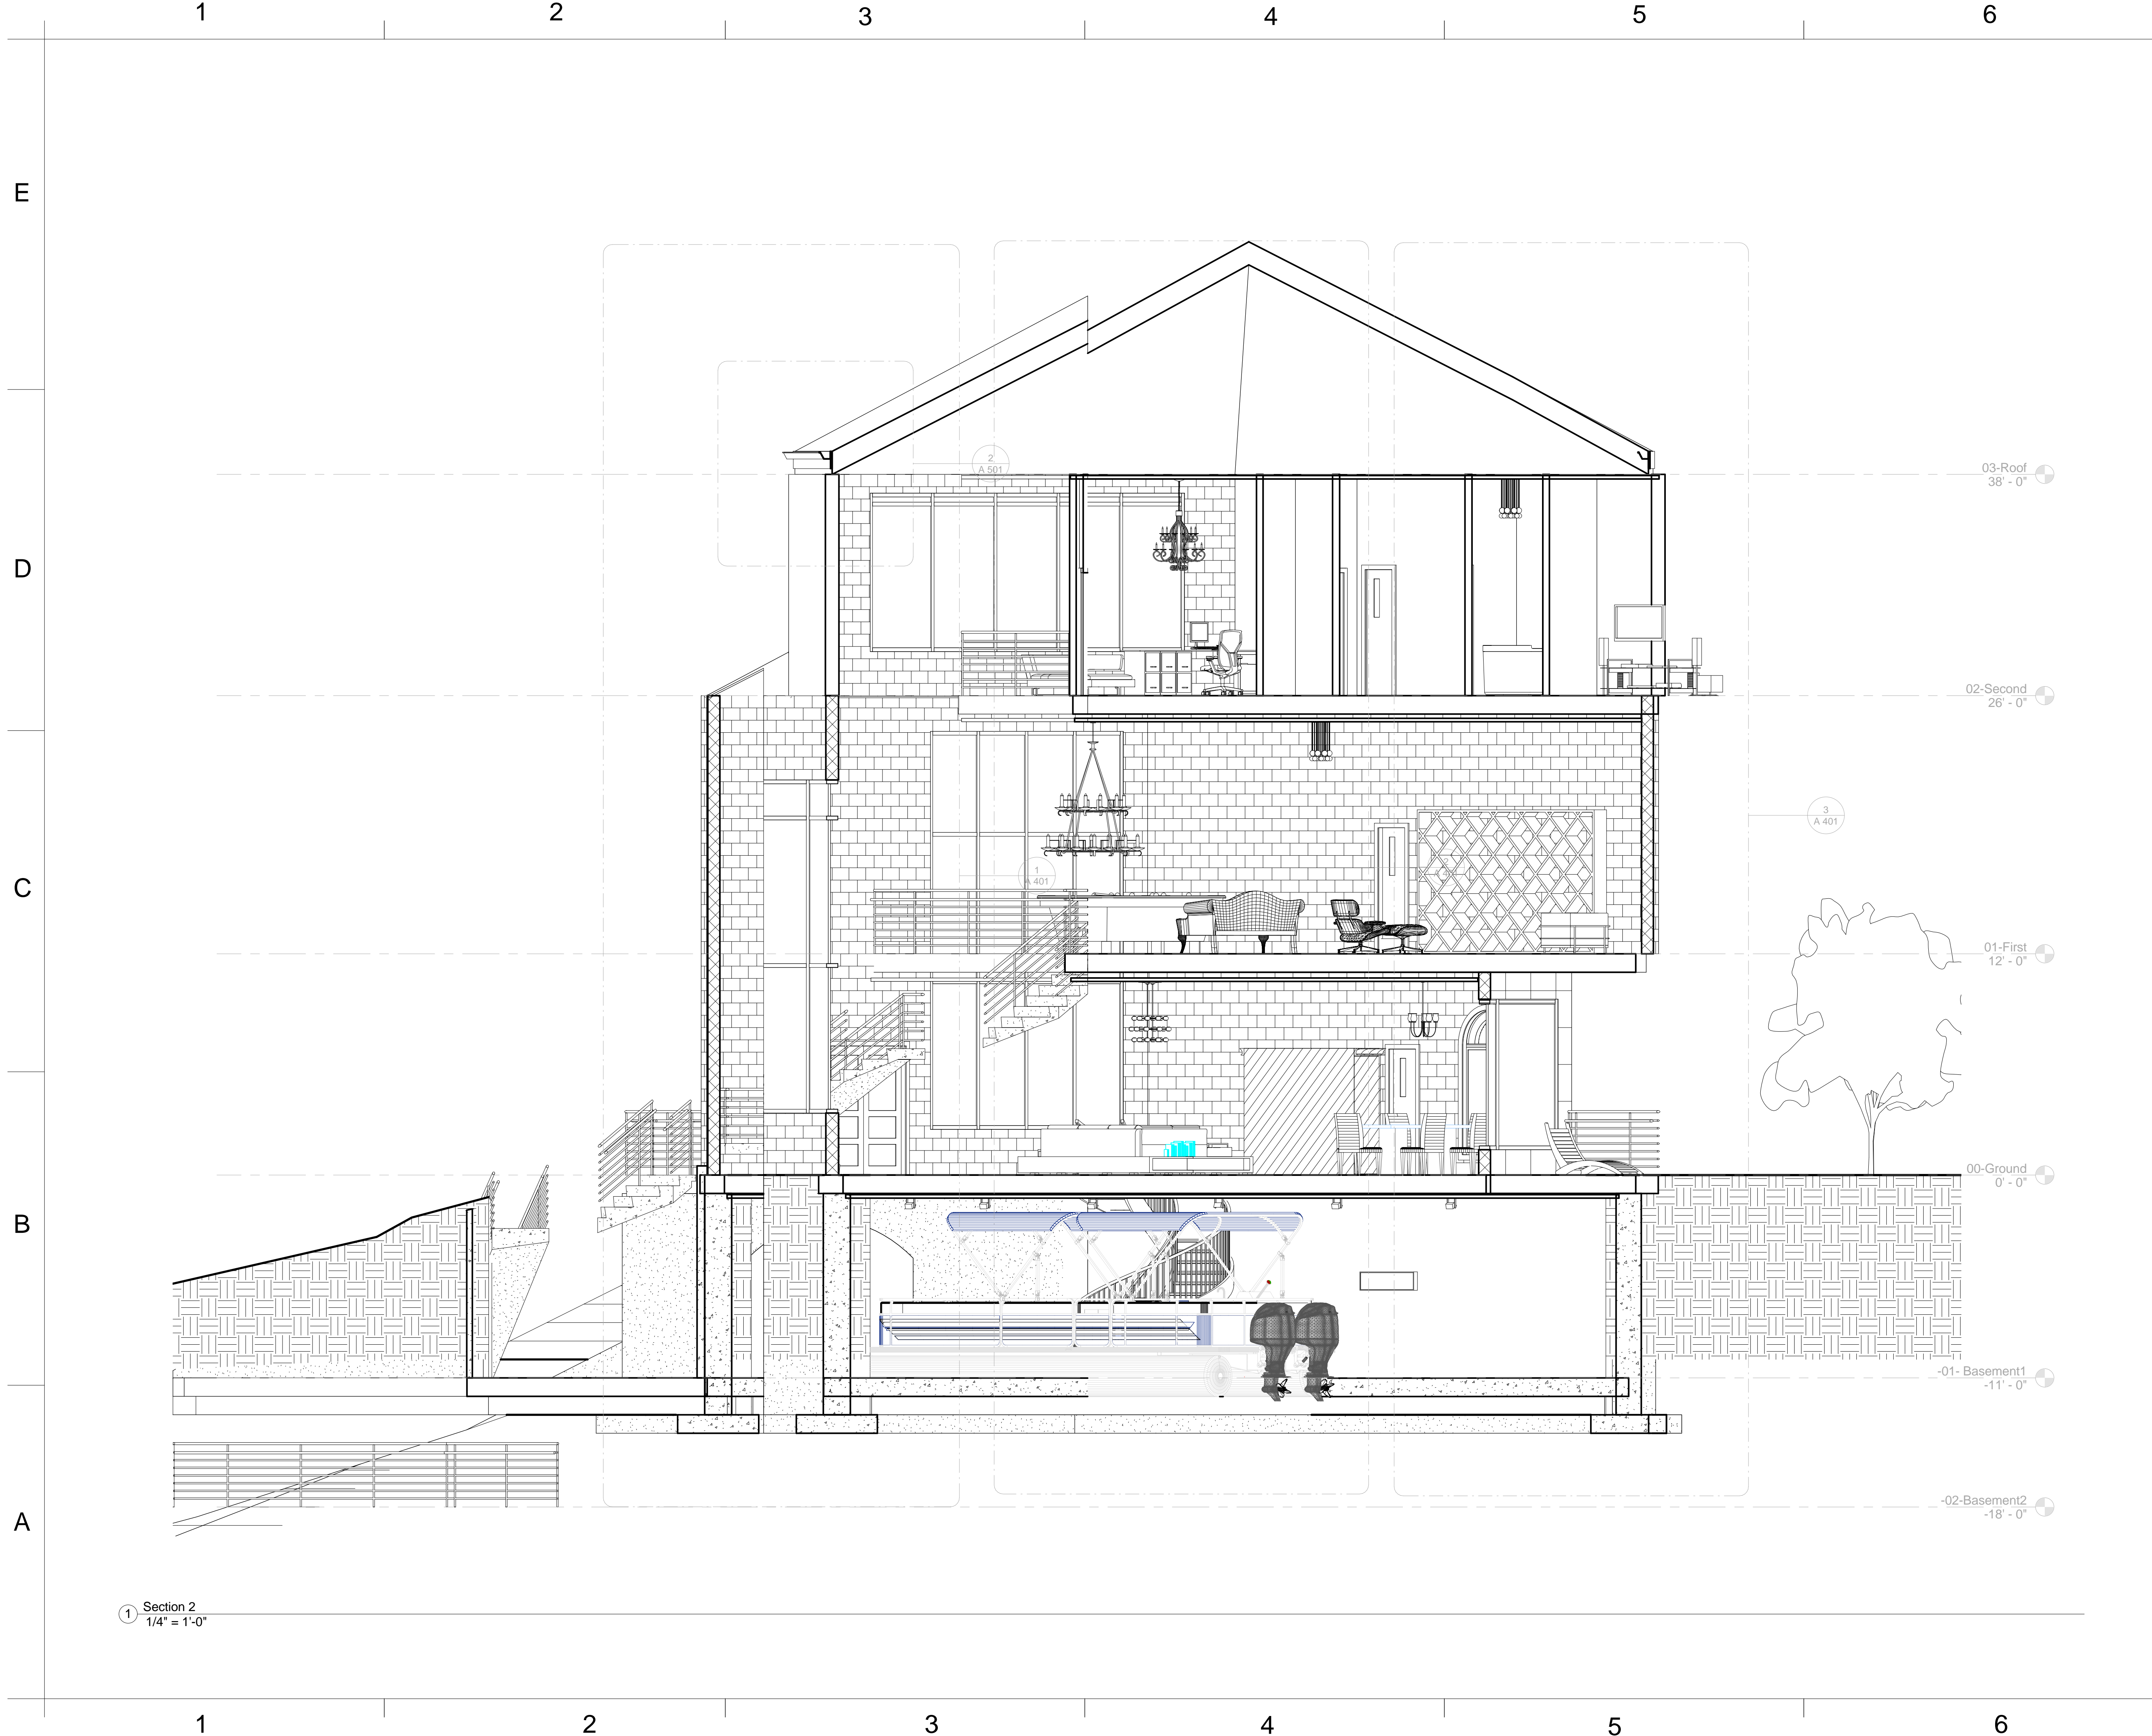 1 2 3 4 5 6
E
2
A 501
03-Roof
38' - 0"
D
02-Second
26' - 0"
3
A 401
C
1
A 401
2
01-First
12' - 0"
00-Ground
0' - 0"
B
-01- Basement1
-11' - 0"
-02-Basement2
-18' - 0"
A
1 Section 2
1/4" = 1'-0"
1 2 3 4 5 6